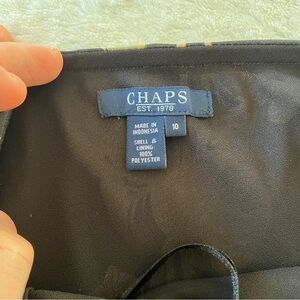 CHAPS
EST. 1978
MADE IN
INDONESIA
SHELL &
LINING:
100%
POLYESTER
10